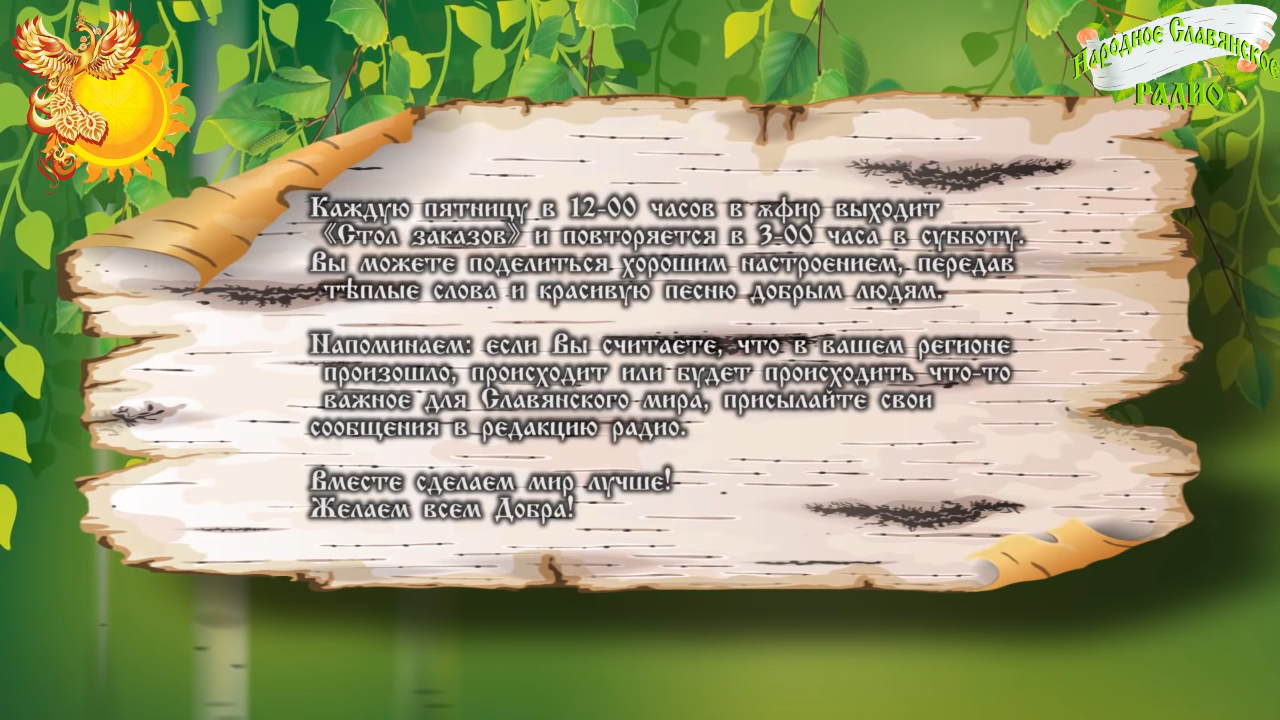 Народное Славянское
РАДИО
Каждую пятницу в 12-00 часов в ѫфир выходит
«Стол заказов» и повторяется в 3-00 часа в субботу.
Вы можете поделиться хорошим настроением, передав
тѣплые слова и красивую песню добрым людям.
Напоминаем: если Вы считаете, что в вашем регионе
произошло, происходит или будет происходить что-то
важное для Славянского мира, присылайте свои
сообщения в редакцию радио.
Вместе сделаем мир лучше!
Желаем всем Добра!